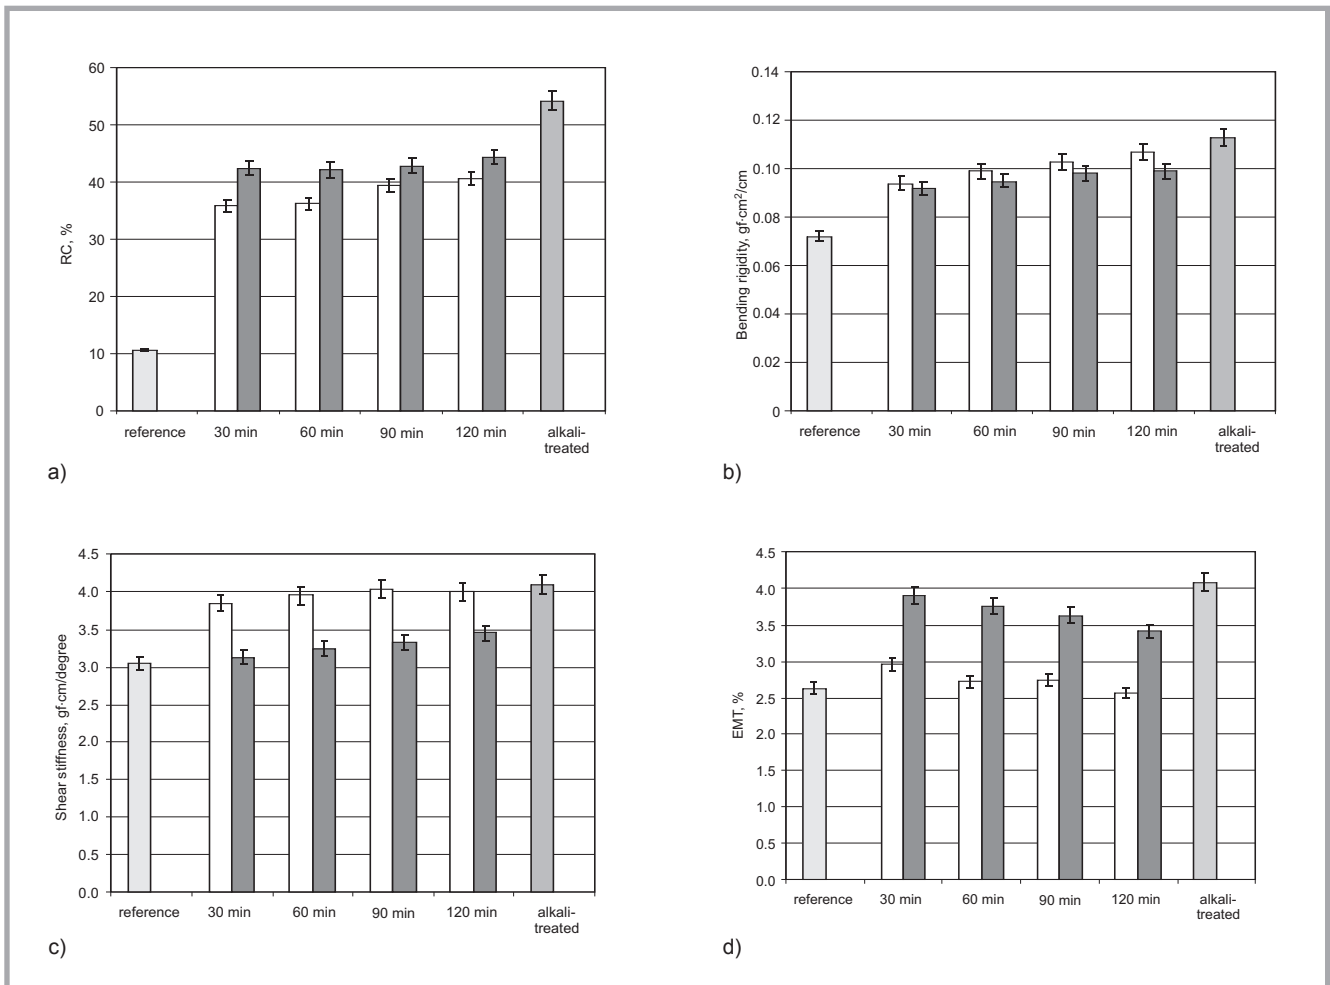 60
50
40
30
20
10
0
RC, %
reference
30 min
60 min
90 min
120 min
alkali-
treated
a)
0.14
0.12
0.10
0.08
0.06
0.04
0.02
0
Bending rigidity, gf·cm²/cm
reference
30 min
60 min
90 min
120 min
alkali-
treated
b)
4.5
4.0
3.5
3.0
2.5
2.0
1.5
1.0
0.5
0.0
Shear stiffness, gf·cm/degree
reference
30 min
60 min
90 min
120 min
alkali-
treated
c)
4.5
4.0
3.5
3.0
2.5
2.0
1.5
1.0
0.5
0.0
EMT, %
reference
30 min
60 min
90 min
120 min
alkali-
treated
d)